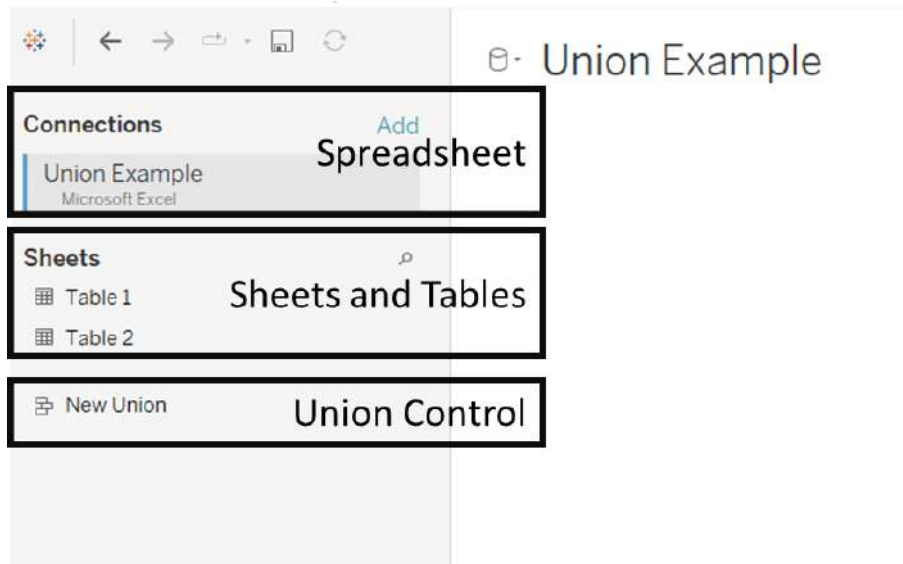 Union Example
Connections
Add
Spreadsheet
Union Example
Microsoft Excel
Sheets
Table 1
Sheets and Tables
Table 2
New Union
Union Control